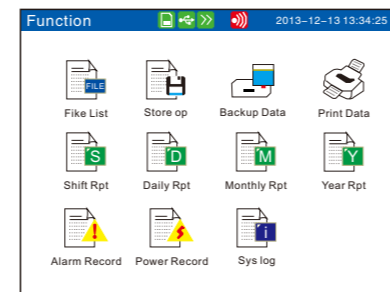 Function 2013-12-13 13:34:25
FILE
Fike List Store op Backup Data Print Data
S D M Y
Shift Rpt Daily Rpt Monthly Rpt Year Rpt
! i
Alarm Record Power Record Sys log